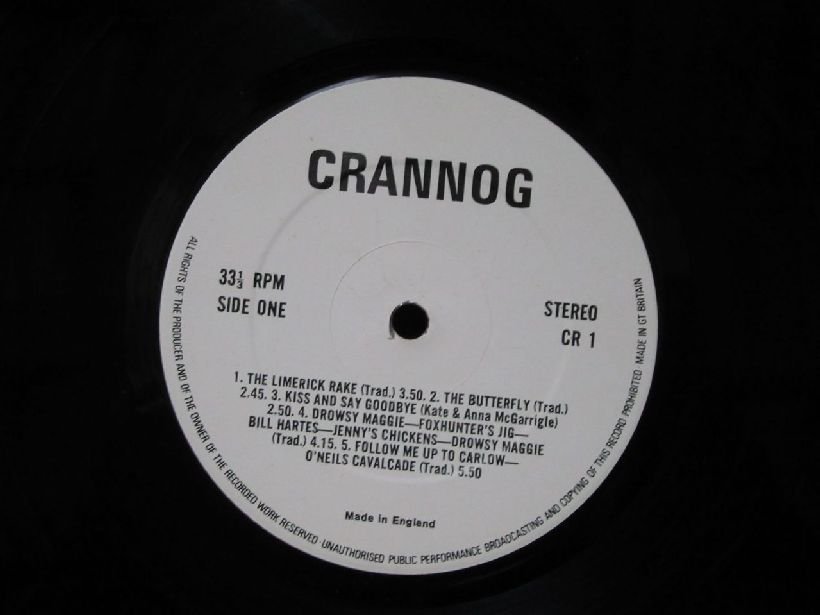 CRANNOG
33⅓ RPM
SIDE ONE
STEREO
CR 1
1. THE LIMERICK RAKE (Trad.) 3.50. 2. THE BUTTERFLY (Trad.)
2.45. 3. KISS AND SAY GOODBYE (Kate & Anna McGarrigle)
2.50. 4. DROWSY MAGGIE—FOXHUNTER'S JIG—
BILL HARTES—JENNY'S CHICKENS—DROWSY MAGGIE
(Trad.) 4.15. 5. FOLLOW ME UP TO CARLOW—
O'NEILS CAVALCADE (Trad.) 5.50
Made in England
ALL RIGHTS OF THE PRODUCER AND OF THE OWNER OF THE RECORDED WORK RESERVED · UNAUTHORISED PUBLIC PERFORMANCE BROADCASTING AND COPYING OF THIS RECORD PROHIBITED · MADE IN GT BRITAIN